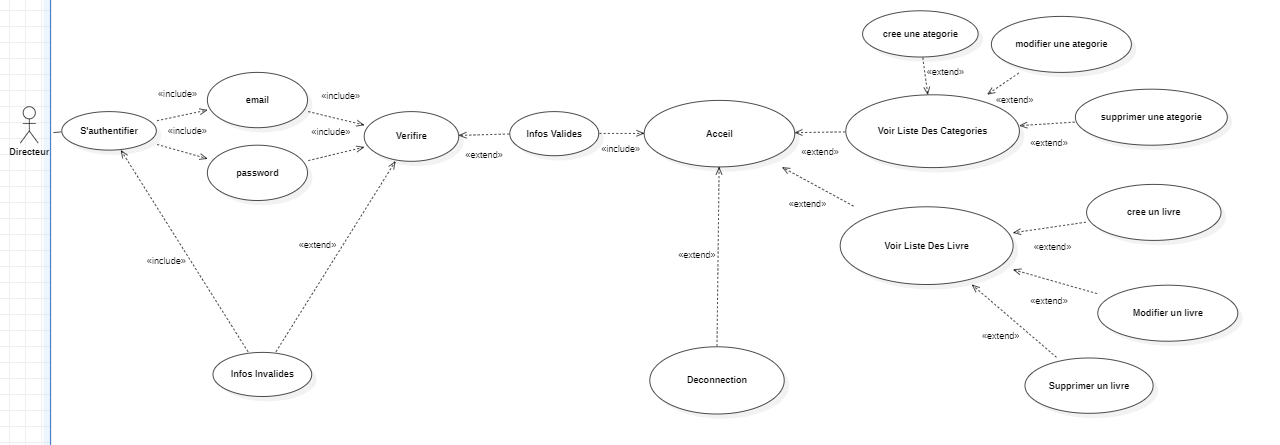 cree une ategorie
modifier une ategorie
«extend»
«extend»
email
«include»
«include»
supprimer une ategorie
S'authentifier
«include»
«include»
Verifire
Infos Valides
Acceil
Voir Liste Des Categories
«extend»
«include»
«extend»
«extend»
Directeur
password
«extend»
cree un livre
Voir Liste Des Livre
«extend»
«extend»
«extend»
«include»
«extend»
Modifier un livre
«extend»
Infos Invalides
Deconnection
Supprimer un livre